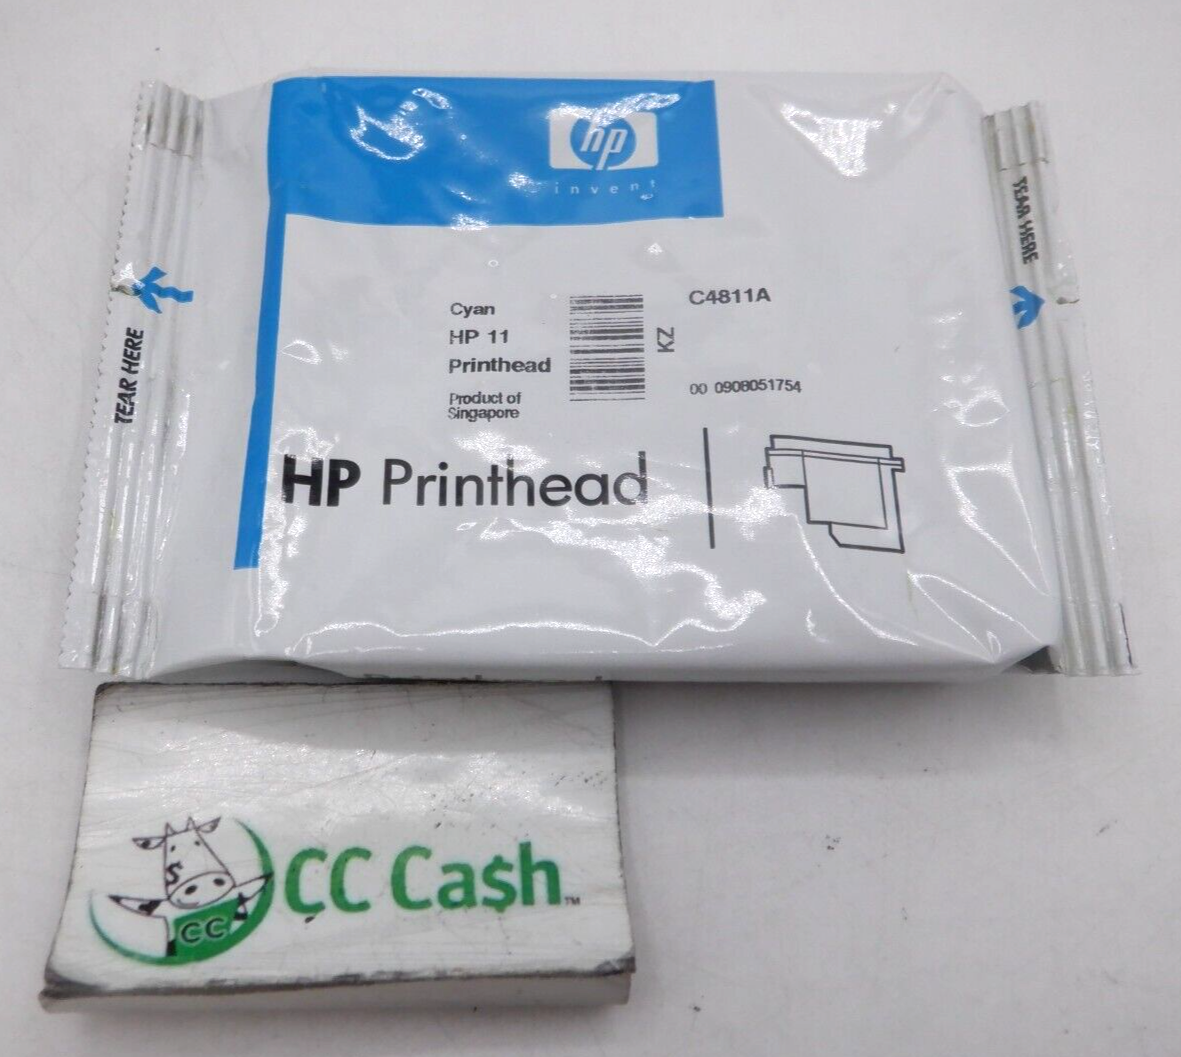 hp
invent
TEAR HERE
TEAR HERE
Cyan
HP 11
Printhead
Product of
Singapore
KZ
C4811A
00 0908051754
HP Printhead
CC
CC Ca$h™